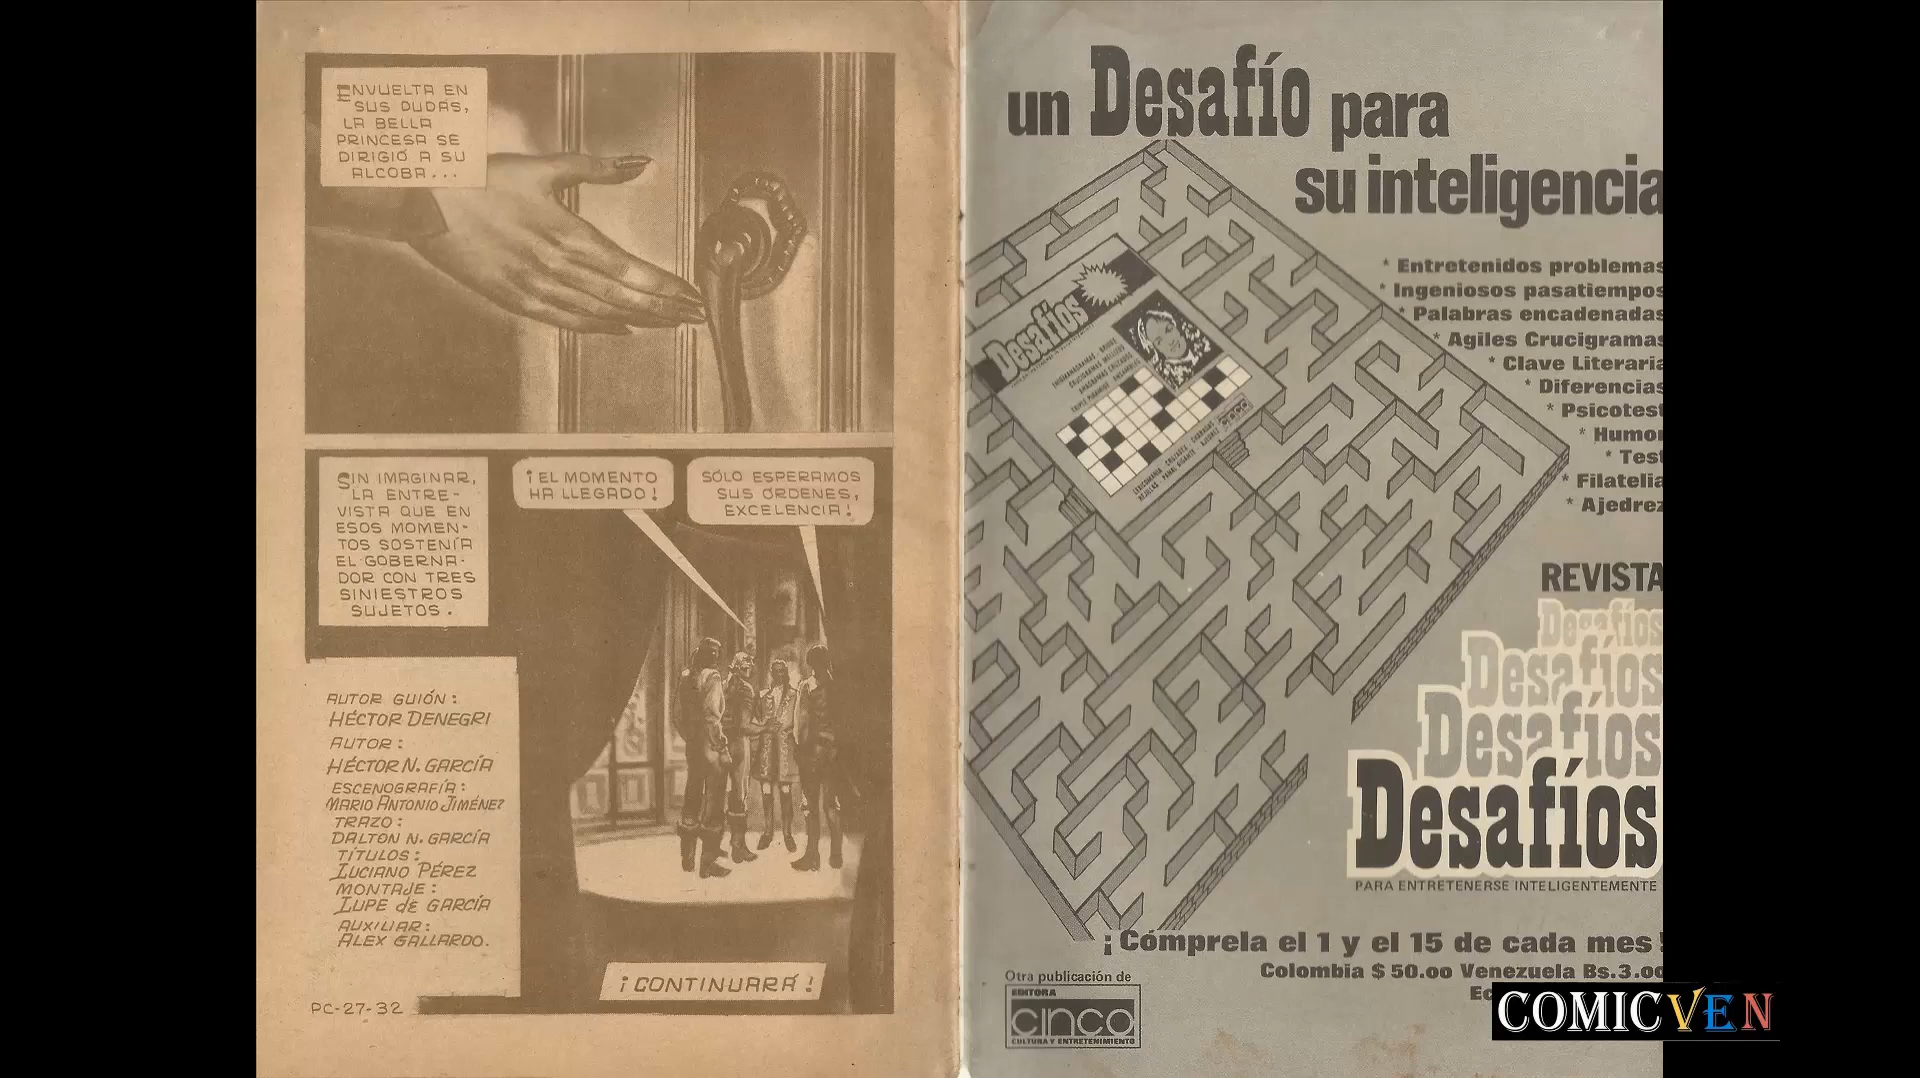 ENVUELTA EN
SUS DUDAS,
LA BELLA
PRINCESA SE
DIRIGIÓ A SU
ALCOBA...
SIN IMAGINAR,
LA ENTRE-
VISTA QUE EN
ESOS MOMEN-
TOS SOSTENÍA
EL GOBERNA-
DOR CON TRES
SINIESTROS
SUJETOS.
¡EL MOMENTO
HA LLEGADO!
SÓLO ESPERAMOS
SUS ÓRDENES,
EXCELENCIA!
AUTOR GUIÓN:
HÉCTOR DENEGRI
AUTOR:
HÉCTOR N. GARCÍA
ESCENOGRAFÍA:
MARIO ANTONIO JIMÉNEZ
TRAZO:
DALTON N. GARCÍA
TÍTULOS:
LUCIANO PÉREZ
MONTAJE:
LUPE de GARCÍA
AUXILIAR:
ALEX GALLARDO.
¡CONTINUARÁ!
PC-27-32
un Desafío para
su inteligencia
* Entretenidos problemas
* Ingeniosos pasatiempos
* Palabras encadenadas
* Agiles Crucigramas
* Clave Literaria
* Diferencias
* Psicotest
* Humor
* Test
* Filatelia
* Ajedrez
Desafíos
CINCO
REVISTA
Desafíos
Desafíos
Desafíos
Desafíos
PARA ENTRETENERSE INTELIGENTEMENTE
¡Cómprela el 1 y el 15 de cada mes!
Colombia $ 50.oo Venezuela Bs.3.oo
Otra publicación de
EDITORA
cinco
CULTURA Y ENTRETENIMIENTO
COMICVEN